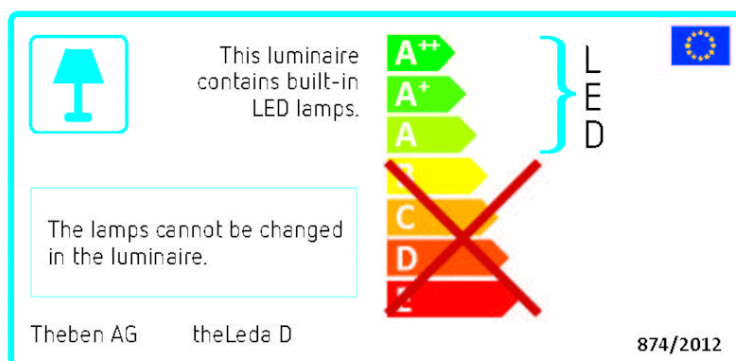 This luminaire
contains built-in
LED lamps.
A++
A+
A
B
C
D
E
L
E
D
The lamps cannot be changed
in the luminaire.
Theben AG theLeda D
874/2012